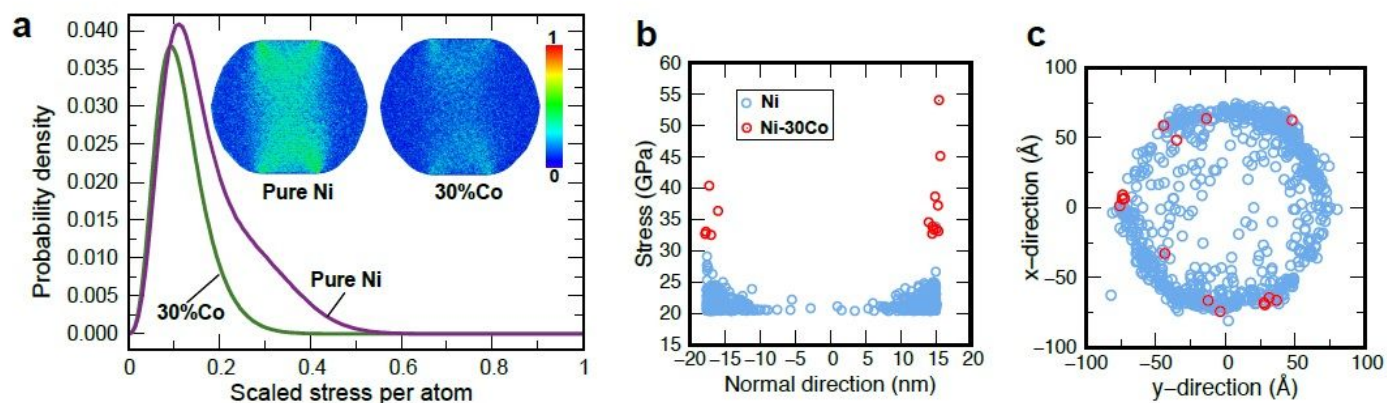 a
0.040
0.035
0.030
0.025
0.020
0.015
0.010
0.005
0.000
Probability density
0 0.2 0.4 0.6 0.8 1
Scaled stress per atom
Pure Ni
30%Co
1
0
Pure Ni
30%Co
b
60
55
50
45
40
35
30
25
20
15
Stress (GPa)
−20 −15 −10 −5 0 5 10 15 20
Normal direction (nm)
Ni
Ni-30Co
c
100
50
0
−50
−100
x−direction (Å)
−100 −50 0 50 100
y−direction (Å)